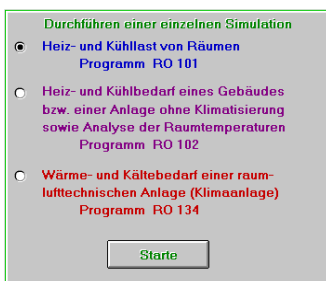 Durchführen einer einzelnen Simulation
Heiz- und Kühllast von Räumen
Programm RO 101
Heiz- und Kühlbedarf eines Gebäudes
bzw. einer Anlage ohne Klimatisierung
sowie Analyse der Raumtemperaturen
Programm RO 102
Wärme- und Kältebedarf einer raum-
lufttechnischen Anlage (Klimaanlage)
Programm RO 134
Starte